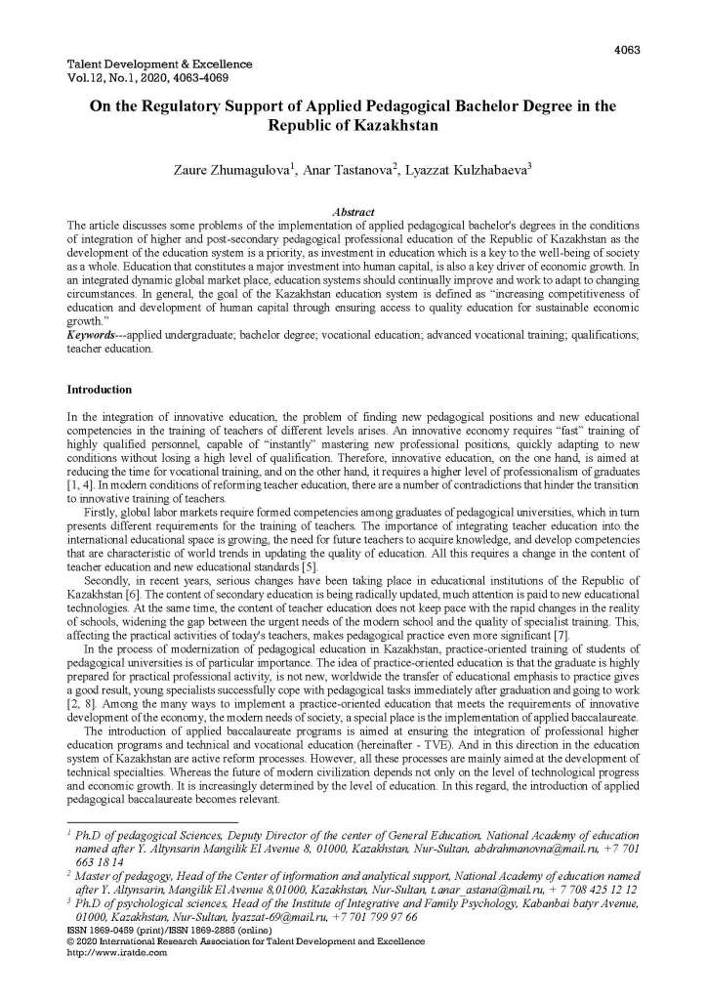 4063
Talent Development & Excellence
Vol.12, No.1, 2020, 4063-4069
On the Regulatory Support of Applied Pedagogical Bachelor Degree in the
Republic of Kazakhstan
Zaure Zhumagulova1, Anar Tastanova2, Lyazzat Kulzhabaeva3
Abstract
The article discusses some problems of the implementation of applied pedagogical bachelor's degrees in the conditions
of integration of higher and post-secondary pedagogical professional education of the Republic of Kazakhstan as the
development of the education system is a priority, as investment in education which is a key to the well-being of society
as a whole. Education that constitutes a major investment into human capital, is also a key driver of economic growth. In
an integrated dynamic global market place, education systems should continually improve and work to adapt to changing
circumstances. In general, the goal of the Kazakhstan education system is defined as “increasing competitiveness of
education and development of human capital through ensuring access to quality education for sustainable economic
growth.”
Keywords---applied undergraduate; bachelor degree; vocational education; advanced vocational training; qualifications;
teacher education.
Introduction
In the integration of innovative education, the problem of finding new pedagogical positions and new educational
competencies in the training of teachers of different levels arises. An innovative economy requires “fast” training of
highly qualified personnel, capable of “instantly” mastering new professional positions, quickly adapting to new
conditions without losing a high level of qualification. Therefore, innovative education, on the one hand, is aimed at
reducing the time for vocational training, and on the other hand, it requires a higher level of professionalism of graduates
[1, 4]. In modern conditions of reforming teacher education, there are a number of contradictions that hinder the transition
to innovative training of teachers.
Firstly, global labor markets require formed competencies among graduates of pedagogical universities, which in turn
presents different requirements for the training of teachers. The importance of integrating teacher education into the
international educational space is growing, the need for future teachers to acquire knowledge, and develop competencies
that are characteristic of world trends in updating the quality of education. All this requires a change in the content of
teacher education and new educational standards [5].
Secondly, in recent years, serious changes have been taking place in educational institutions of the Republic of
Kazakhstan [6]. The content of secondary education is being radically updated, much attention is paid to new educational
technologies. At the same time, the content of teacher education does not keep pace with the rapid changes in the reality
of schools, widening the gap between the urgent needs of the modern school and the quality of specialist training. This,
affecting the practical activities of today's teachers, makes pedagogical practice even more significant [7].
In the process of modernization of pedagogical education in Kazakhstan, practice-oriented training of students of
pedagogical universities is of particular importance. The idea of practice-oriented education is that the graduate is highly
prepared for practical professional activity, is not new, worldwide the transfer of educational emphasis to practice gives
a good result, young specialists successfully cope with pedagogical tasks immediately after graduation and going to work
[2, 8]. Among the many ways to implement a practice-oriented education that meets the requirements of innovative
development of the economy, the modern needs of society, a special place is the implementation of applied baccalaureate.
The introduction of applied baccalaureate programs is aimed at ensuring the integration of professional higher
education programs and technical and vocational education (hereinafter - TVE). And in this direction in the education
system of Kazakhstan are active reform processes. However, all these processes are mainly aimed at the development of
technical specialties. Whereas the future of modern civilization depends not only on the level of technological progress
and economic growth. It is increasingly determined by the level of education. In this regard, the introduction of applied
pedagogical baccalaureate becomes relevant.
1 Ph.D of pedagogical Sciences, Deputy Director of the center of General Education, National Academy of education
named after Y. Altynsarin Mangilik El Avenue 8, 01000, Kazakhstan, Nur-Sultan, abdrahmanovna@mail.ru, +7 701
663 18 14
2 Master of pedagogy, Head of the Center of information and analytical support, National Academy of education named
after Y. Altynsarin, Mangilik El Avenue 8,01000, Kazakhstan, Nur-Sultan, t.anar_astana@mail.ru, + 7 708 425 12 12
3 Ph.D of psychological sciences, Head of the Institute of Integrative and Family Psychology, Kabanbai batyr Avenue,
01000, Kazakhstan, Nur-Sultan, lyazzat-69@mail.ru, +7 701 799 97 66
ISSN 1869-0459 (print)/ISSN 1869-2885 (online)
© 2020 International Research Association for Talent Development and Excellence
http://www.iratde.com